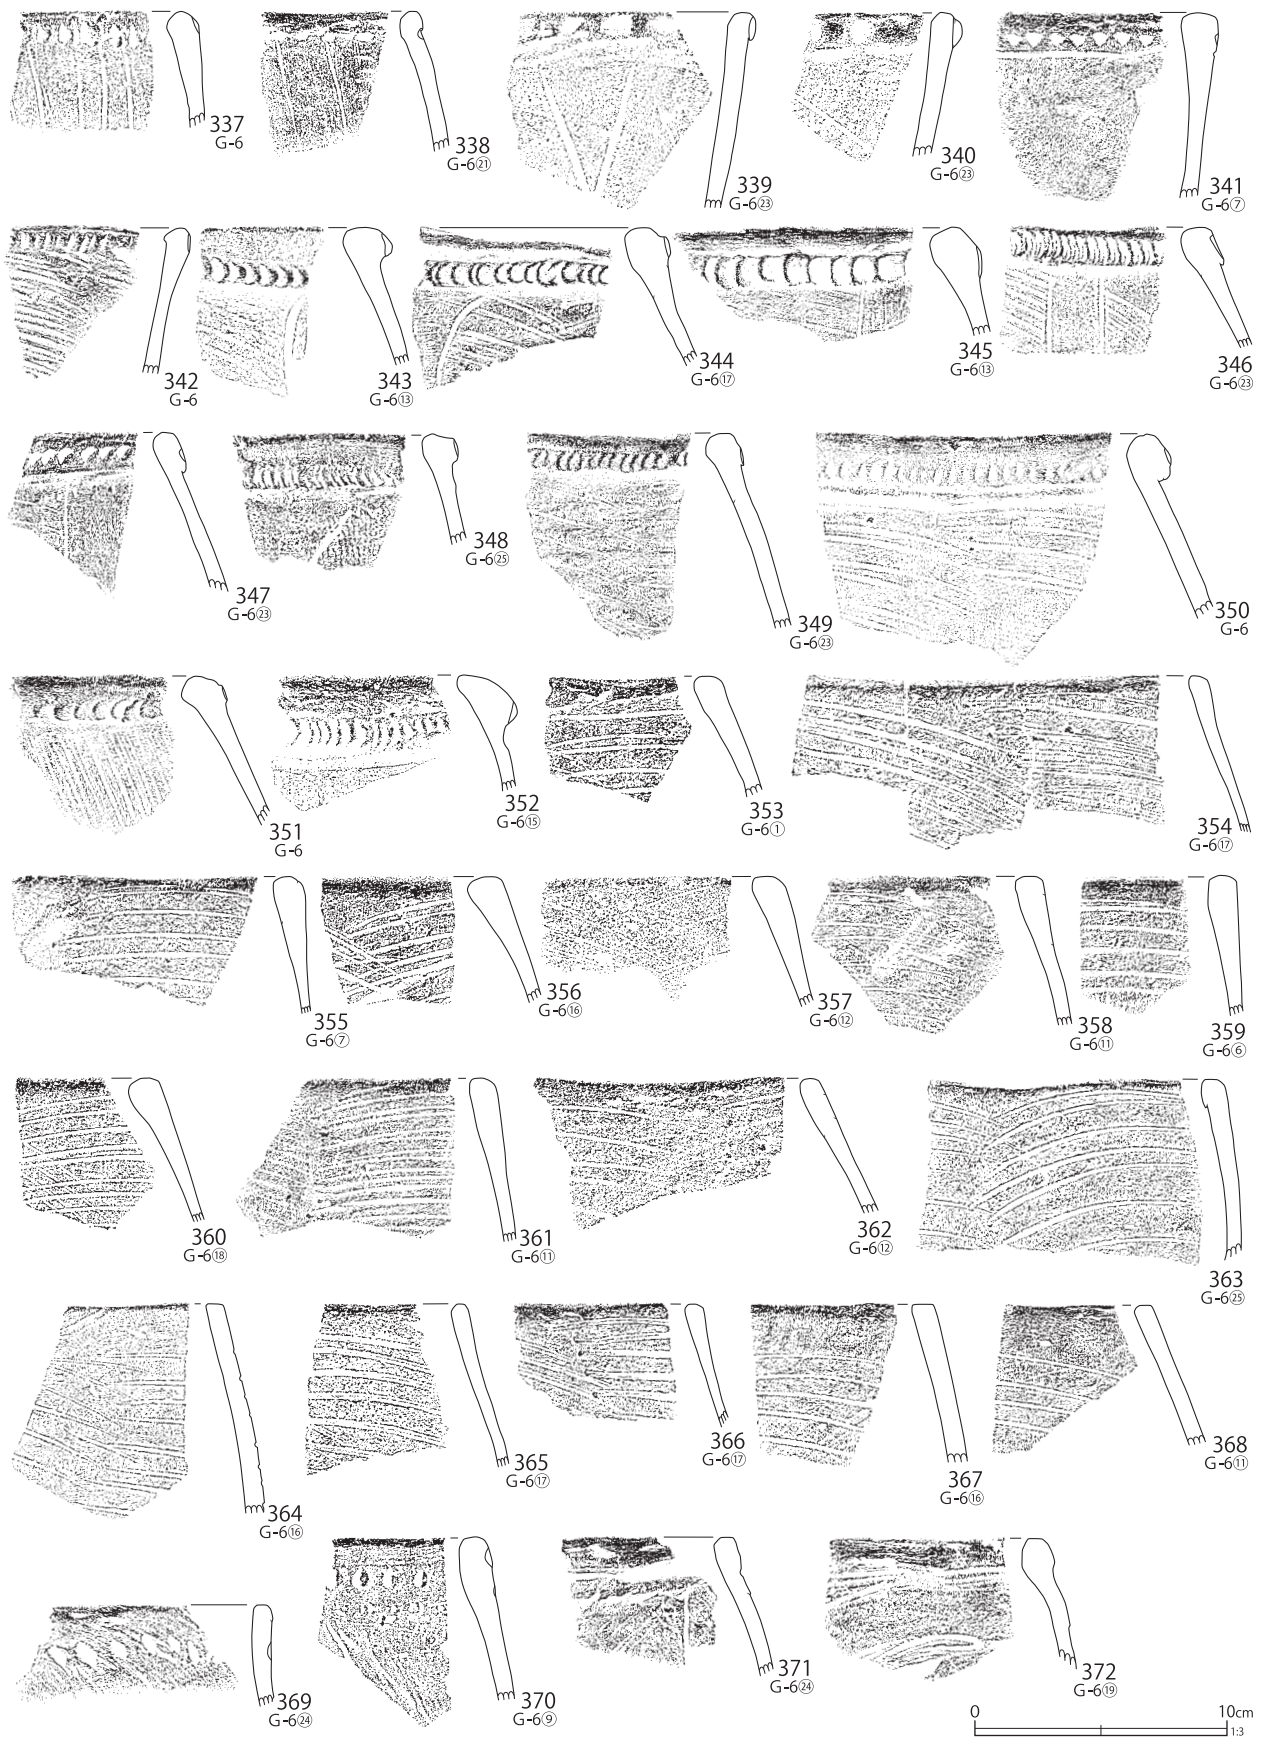 337
G-6
338
G-6㉑
339
G-6㉓
340
G-6㉓
341
G-6⑦
342
G-6
343
G-6⑬
344
G-6⑰
345
G-6⑬
346
G-6㉓
347
G-6㉓
348
G-6㉕
349
G-6㉓
350
G-6
351
G-6
352
G-6⑮
353
G-6①
354
G-6⑰
355
G-6⑦
356
G-6⑯
357
G-6⑫
358
G-6⑪
359
G-6⑥
360
G-6⑱
361
G-6⑪
362
G-6⑫
363
G-6㉕
364
G-6⑯
365
G-6⑰
366
G-6⑰
367
G-6⑯
368
G-6⑪
369
G-6㉔
370
G-6⑨
371
G-6㉔
372
G-6⑲
0 10cm
1:3